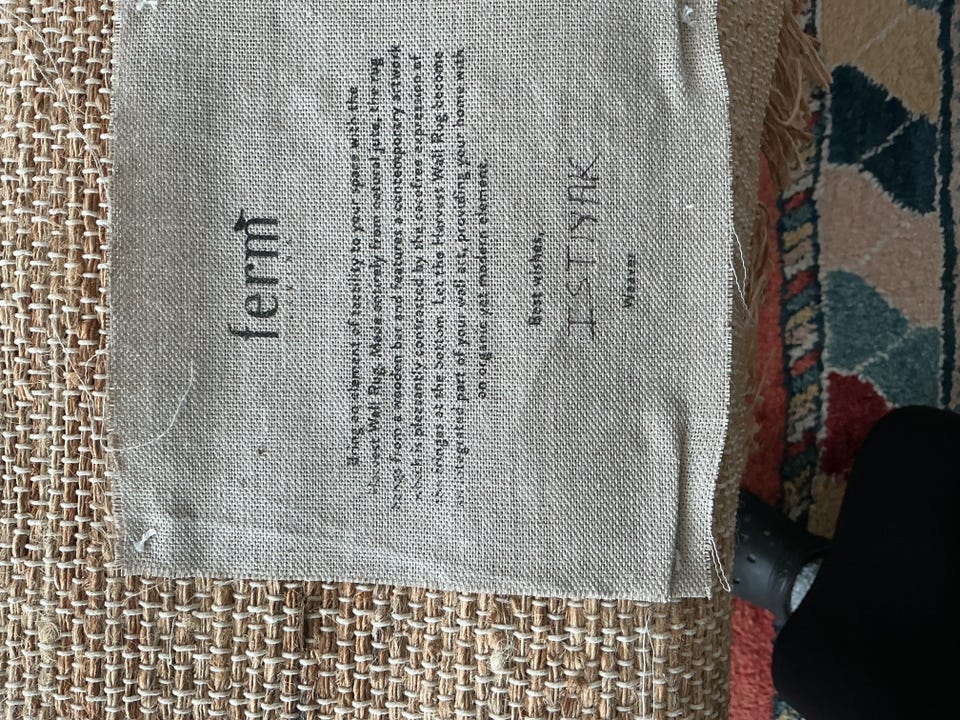 ferm
Bring an element of tactility to your space with the
Harvest Wall Rug. Made entirely from natural jute, the rug
hangs from a wooden bar and features a contemporary artwork
which is pleasantly contrasted by the carefree expression of
the fringes at the bottom. Let the Harvest Wall Rug become
an integrated part of your wall art, providing your home with
an organic yet modern element.
Best wishes,
ISTIYAK
Weaver